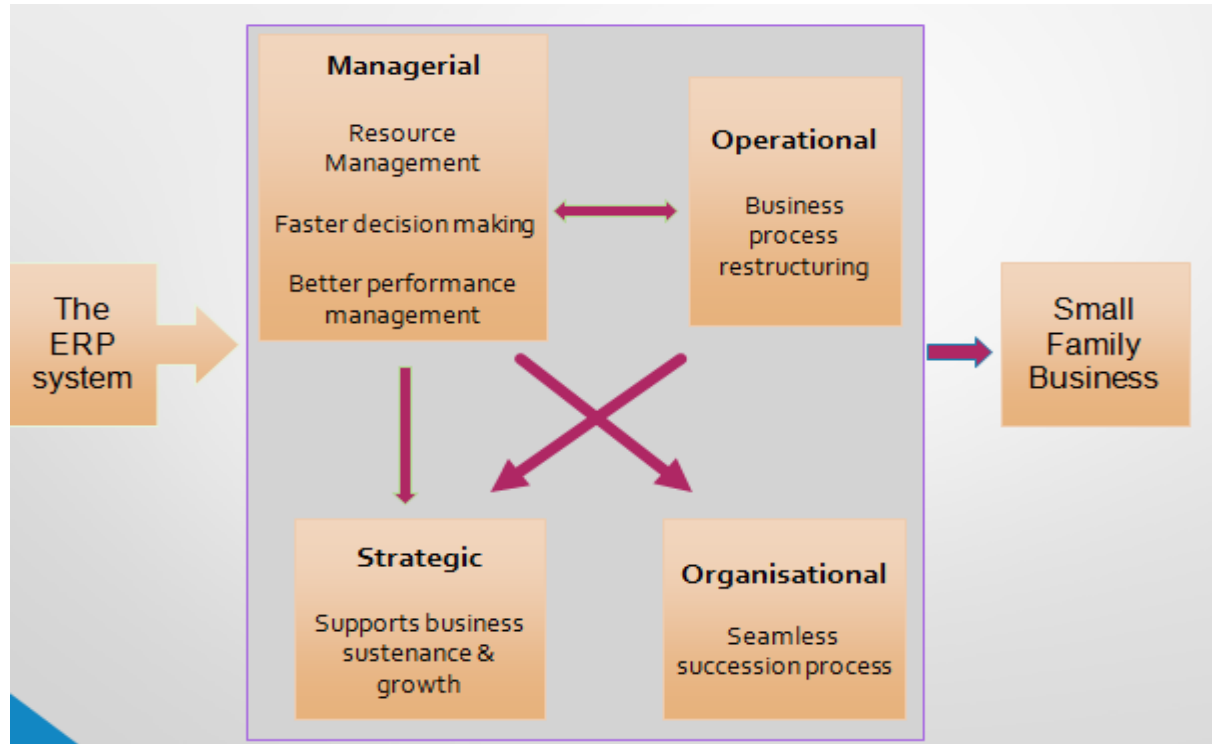 The
ERP
system
Managerial
Resource
Management
Faster decision making
Better performance
management
Operational
Business
process
restructuring
Strategic
Supports business
sustenance &
growth
Organisational
Seamless
succession process
Small
Family
Business